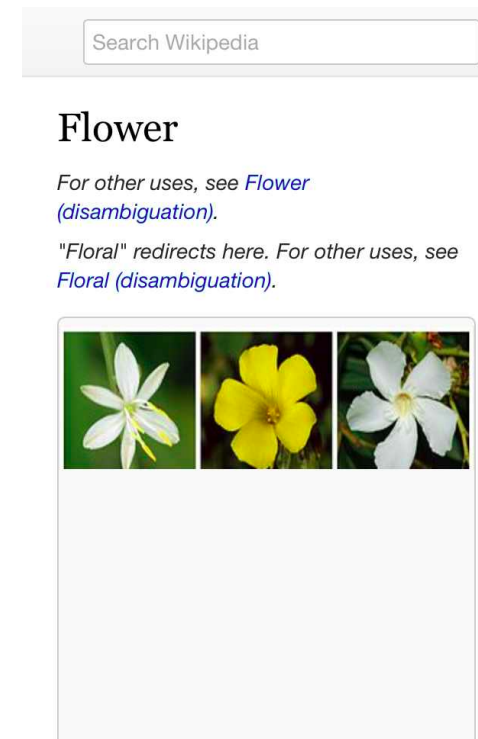 Search Wikipedia
Flower
For other uses, see Flower
(disambiguation).
"Floral" redirects here. For other uses, see
Floral (disambiguation).